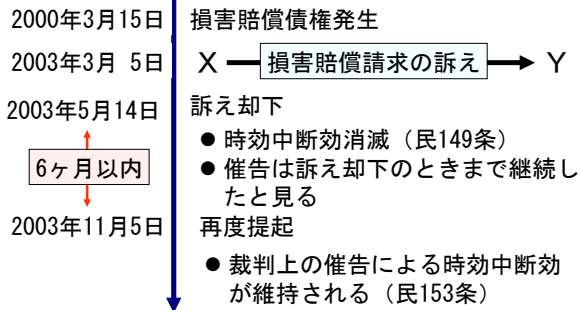 2000年3月15日 損害賠償債権発生
2003年3月 5日 X 損害賠償請求の訴え Y
2003年5月14日 訴え却下
● 時効中断効消滅（民149条）
6ヶ月以内
● 催告は訴え却下のときまで継続し
たと見る
2003年11月5日 再度提起
● 裁判上の催告による時効中断効
が維持される（民153条）